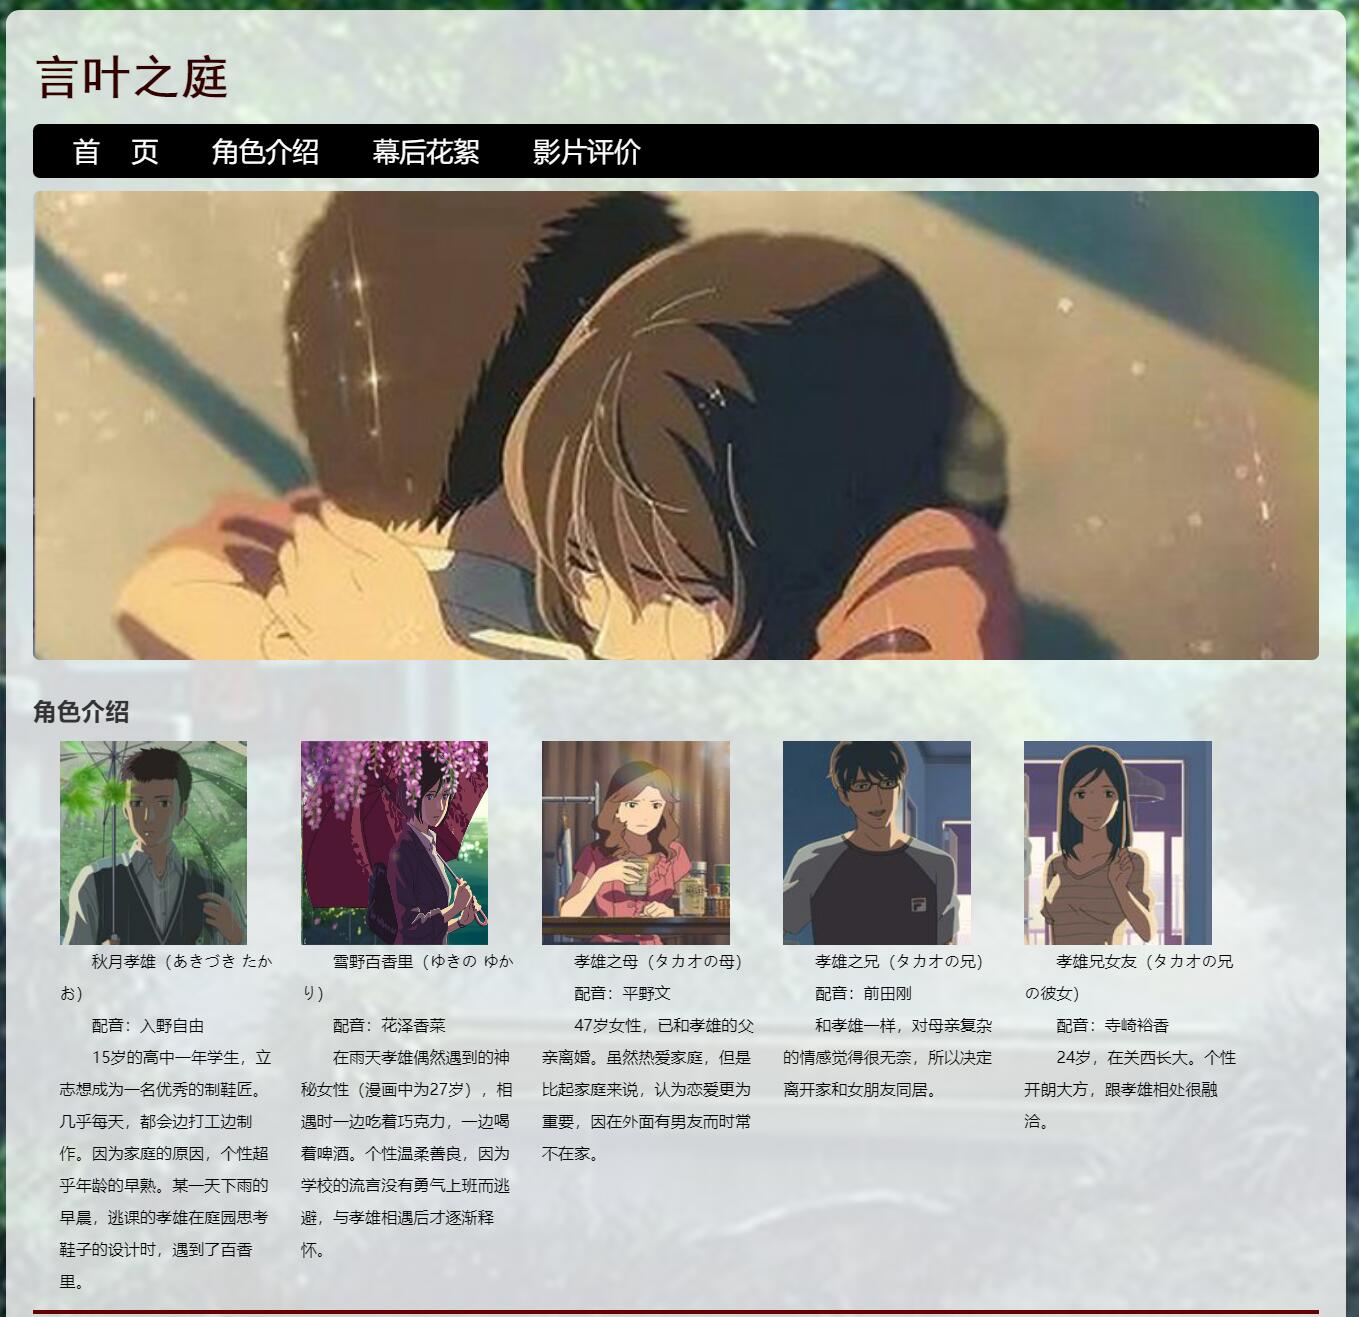 言叶之庭
首　页　角色介绍　幕后花絮　影片评价
角色介绍
秋月孝雄（あきづき たか
お）
配音：入野自由
15岁的高中一年学生，立
志想成为一名优秀的制鞋匠。
几乎每天，都会边打工边制
作。因为家庭的原因，个性超
乎年龄的早熟。某一天下雨的
早晨，逃课的孝雄在庭园思考
鞋子的设计时，遇到了百香
里。
雪野百香里（ゆきの ゆか
り）
配音：花泽香菜
在雨天孝雄偶然遇到的神
秘女性（漫画中为27岁），相
遇时一边吃着巧克力，一边喝
着啤酒。个性温柔善良，因为
学校的流言没有勇气上班而逃
避，与孝雄相遇后才逐渐释
怀。
孝雄之母（タカオの母）
配音：平野文
47岁女性，已和孝雄的父
亲离婚。虽然热爱家庭，但是
比起家庭来说，认为恋爱更为
重要，因在外面有男友而时常
不在家。
孝雄之兄（タカオの兄）
配音：前田刚
和孝雄一样，对母亲复杂
的情感觉得很无奈，所以决定
离开家和女朋友同居。
孝雄兄女友（タカオの兄
の彼女）
配音：寺崎裕香
24岁，在关西长大。个性
开朗大方，跟孝雄相处很融
洽。